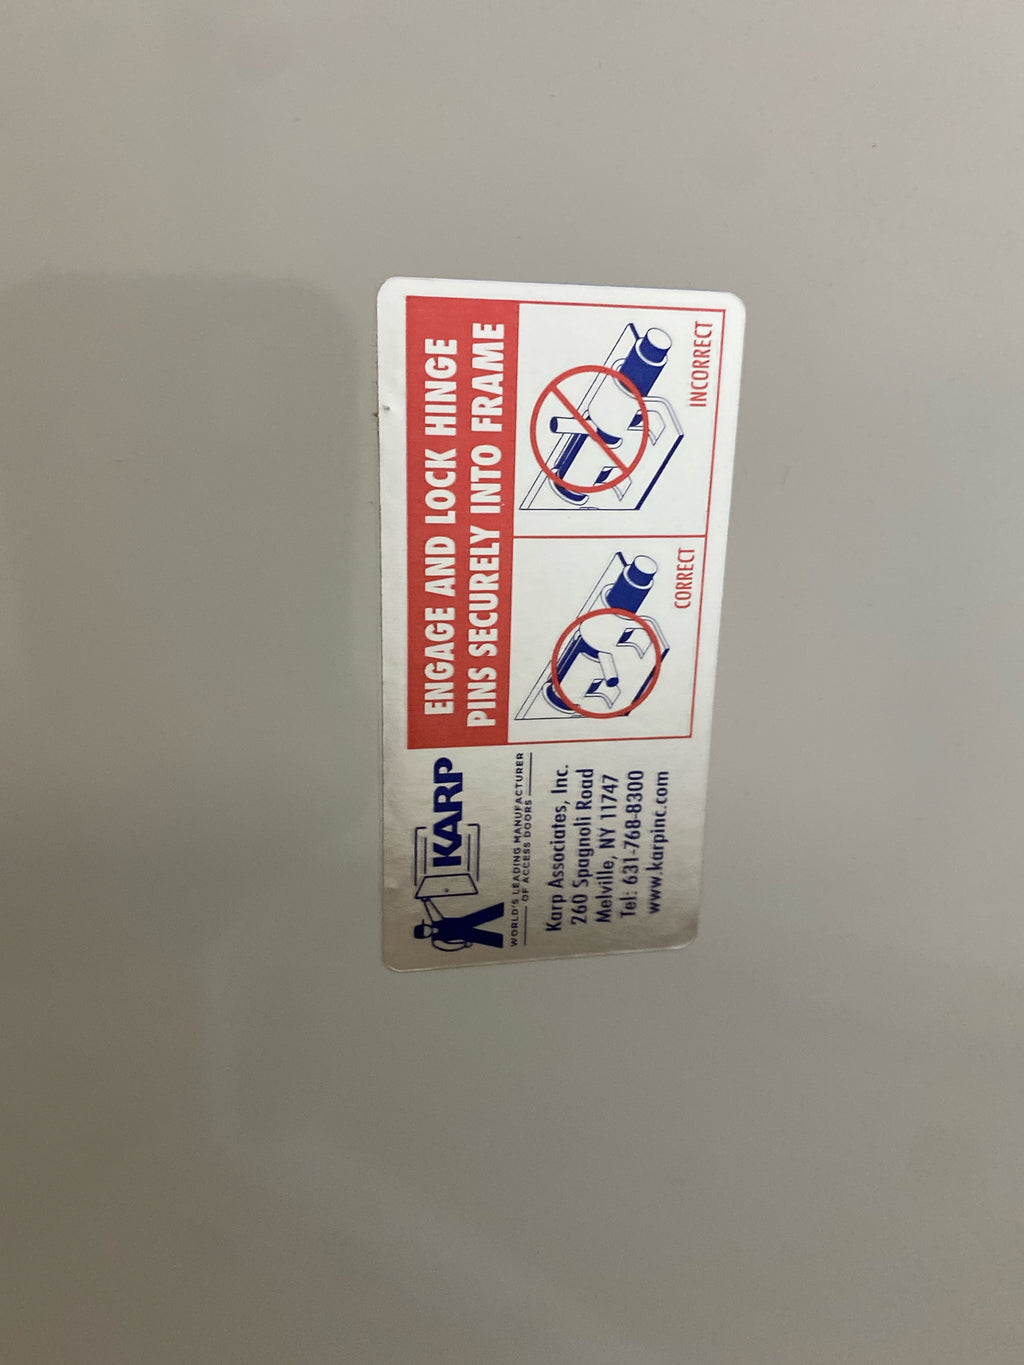 KARP
WORLD'S LEADING MANUFACTURER
OF ACCESS DOORS
Karp Associates, Inc.
260 Spagnoli Road
Melville, NY 11747
Tel: 631-768-8300
www.karpinc.com
ENGAGE AND LOCK HINGE
PINS SECURELY INTO FRAME
CORRECT
INCORRECT